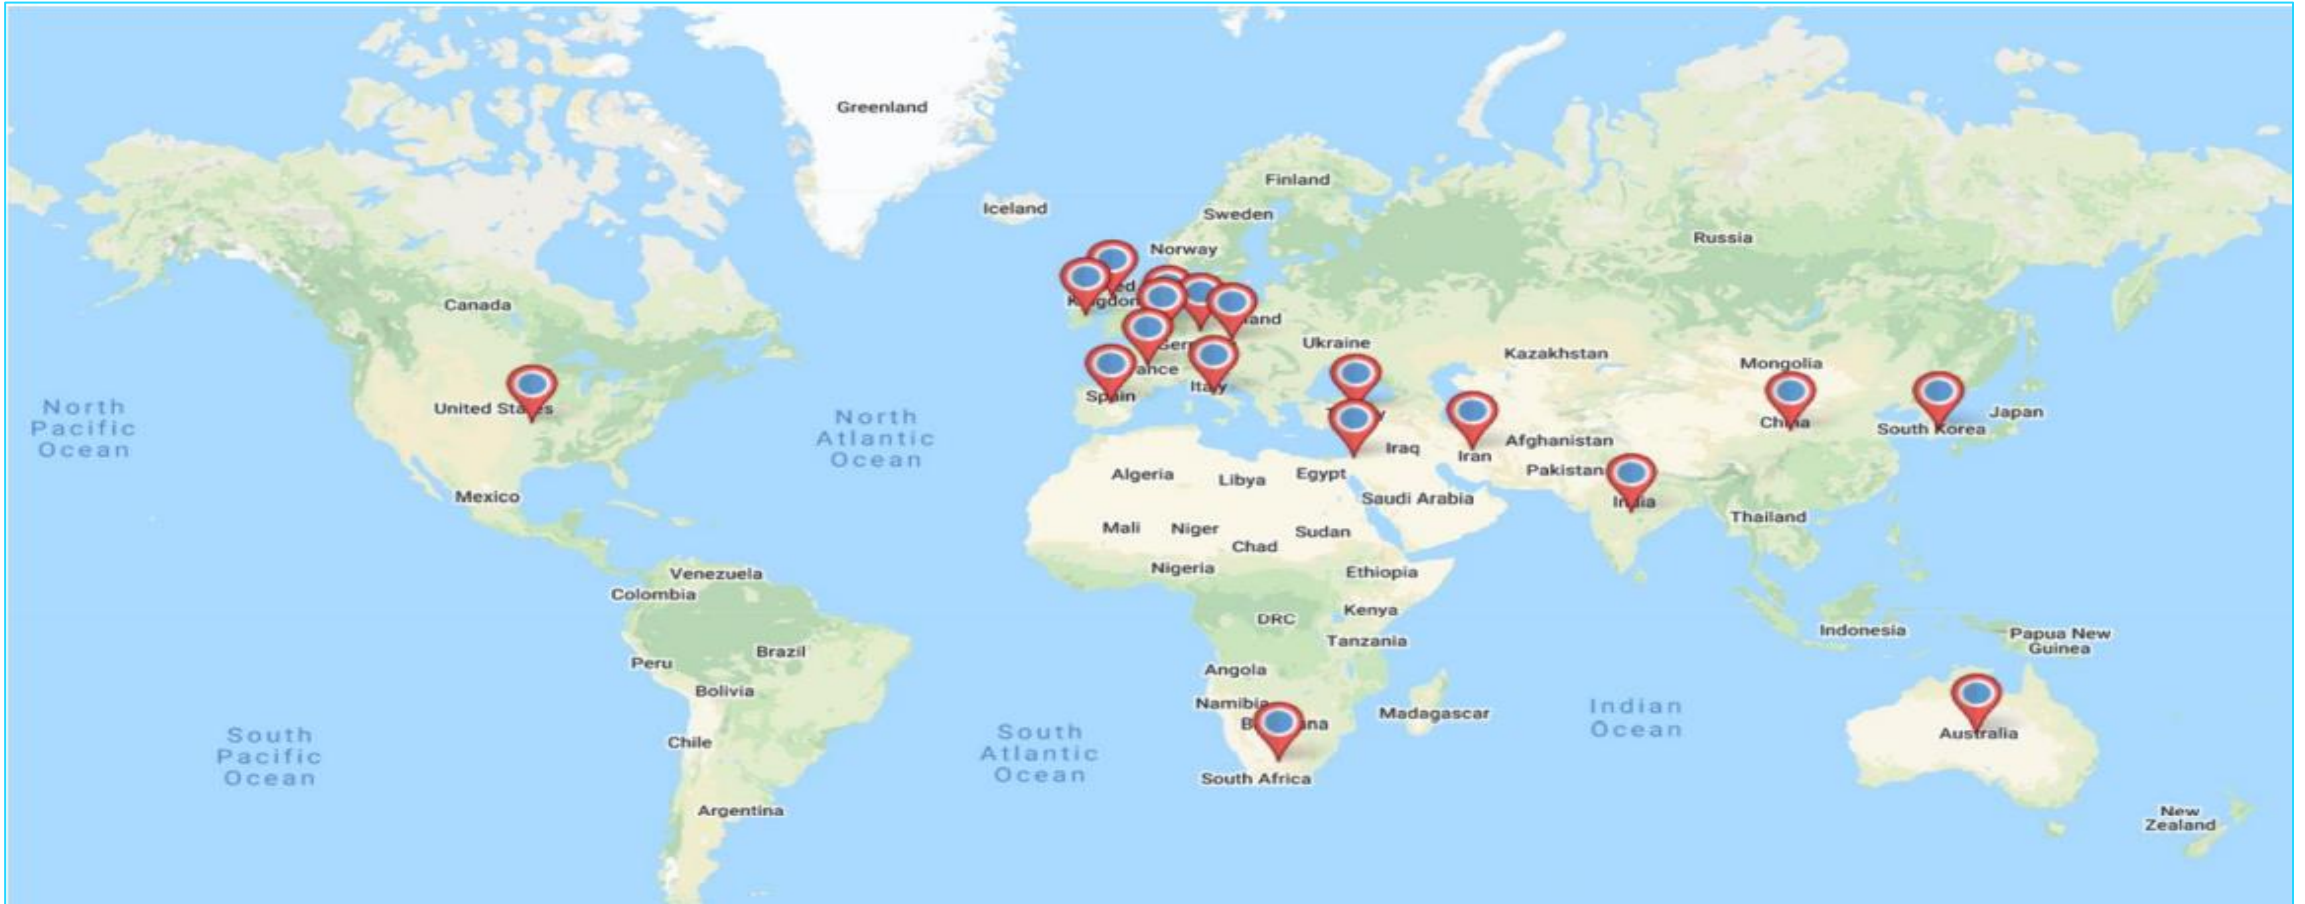 Greenland
Finland
Iceland
Sweden
Norway
Russia
Canada
Ukraine
Kazakhstan
Mongolia
Spain
Italy
United States
China
Japan
South Korea
North
Pacific
Ocean
North
Atlantic
Ocean
Iraq
Iran
Afghanistan
Pakistan
India
Algeria
Libya
Egypt
Saudi Arabia
Mexico
Mali
Niger
Chad
Sudan
Thailand
Nigeria
Ethiopia
Venezuela
Colombia
Kenya
DRC
Tanzania
Indonesia
Papua New
Guinea
Peru
Brazil
Bolivia
Angola
Namibia
Madagascar
Indian
Ocean
Chile
South
Pacific
Ocean
South
Atlantic
Ocean
South Africa
Australia
Argentina
New
Zealand